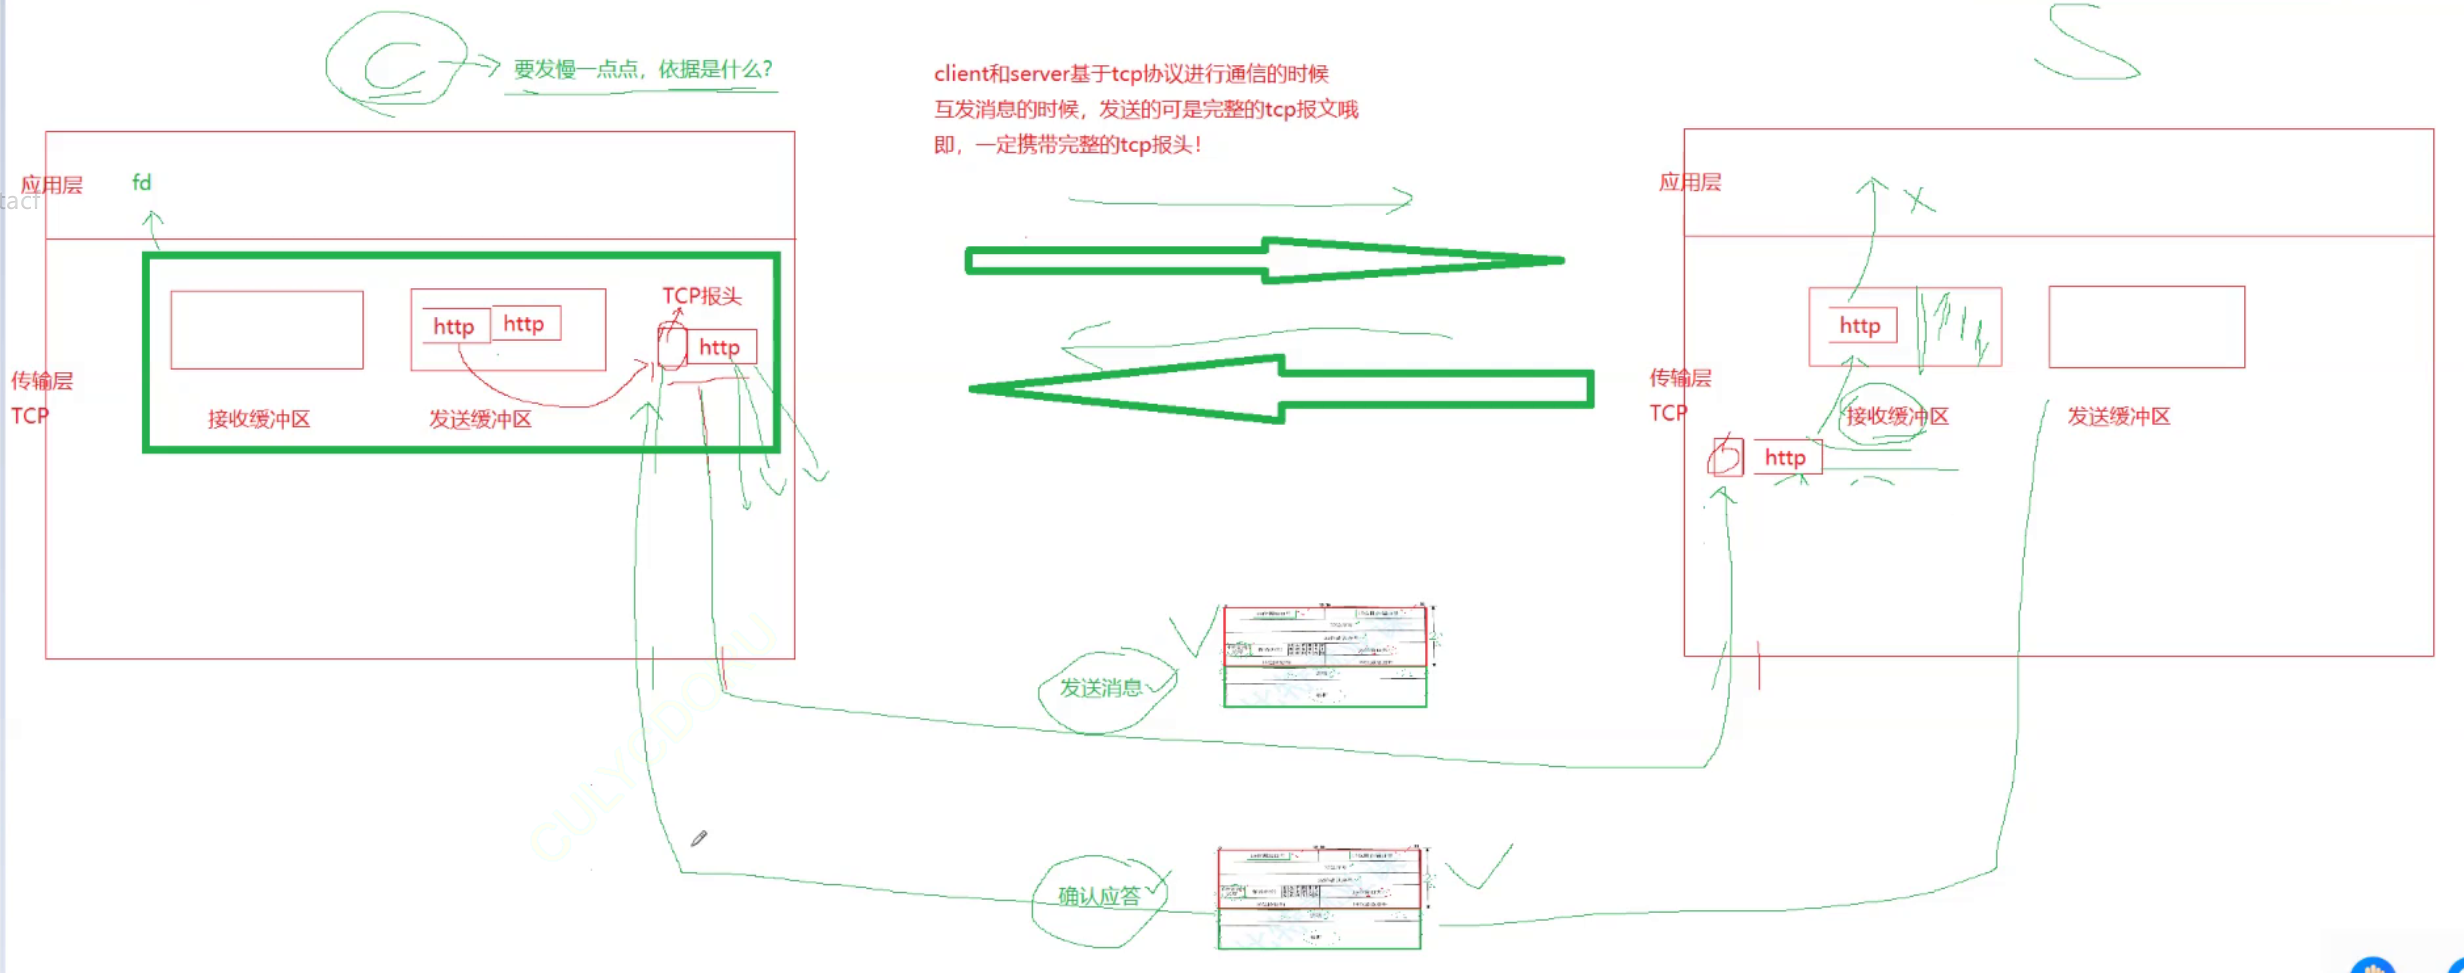 C
要发慢一点点，依据是什么？
client和server基于tcp协议进行通信的时候
互发消息的时候，发送的可是完整的tcp报文哦
即，一定携带完整的tcp报头！
S
应用层
fd
tact
TCP报头
http
http
http
接收缓冲区
发送缓冲区
传输层
TCP
应用层
http
接收缓冲区
发送缓冲区
传输层
TCP
http
发送消息
确认应答